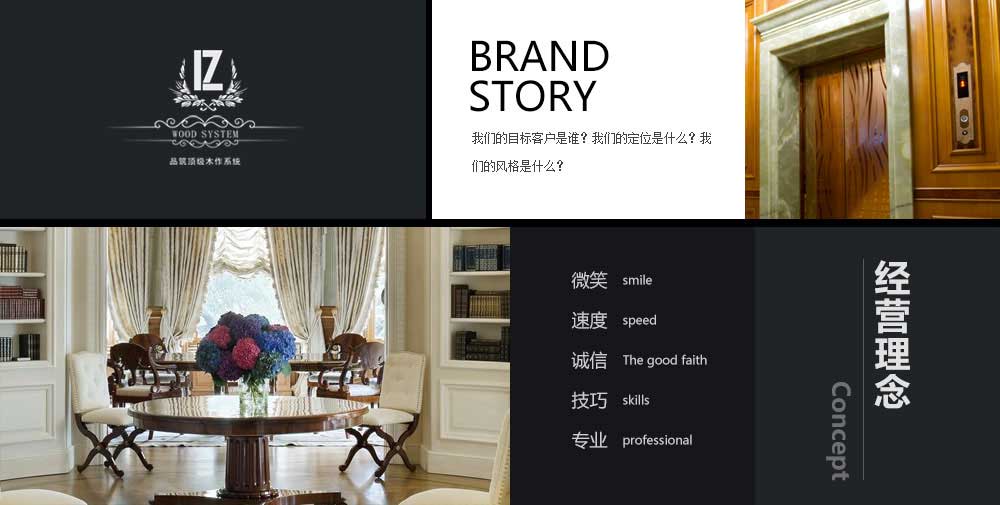 IZ
WOOD SYSTEM
品筑顶级木作系统
BRAND
STORY
我们的目标客户是谁？我们的定位是什么？我
们的风格是什么？
微笑 smile
速度 speed
诚信 The good faith
技巧 skills
专业 professional
经营理念
Concept